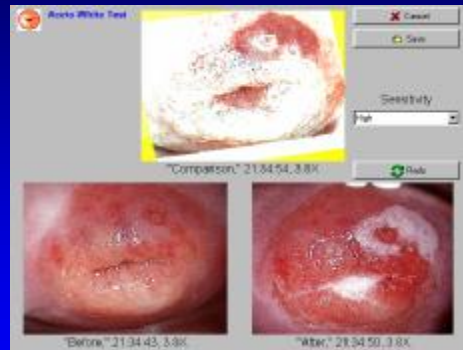 Aceto-White Test
Cancel
Save
Sensitivity
High
"Comparison," 21:34:54, 3.8X
Redo
"Before," 21:34:43, 3.8X
"After," 21:34:50, 3.8X